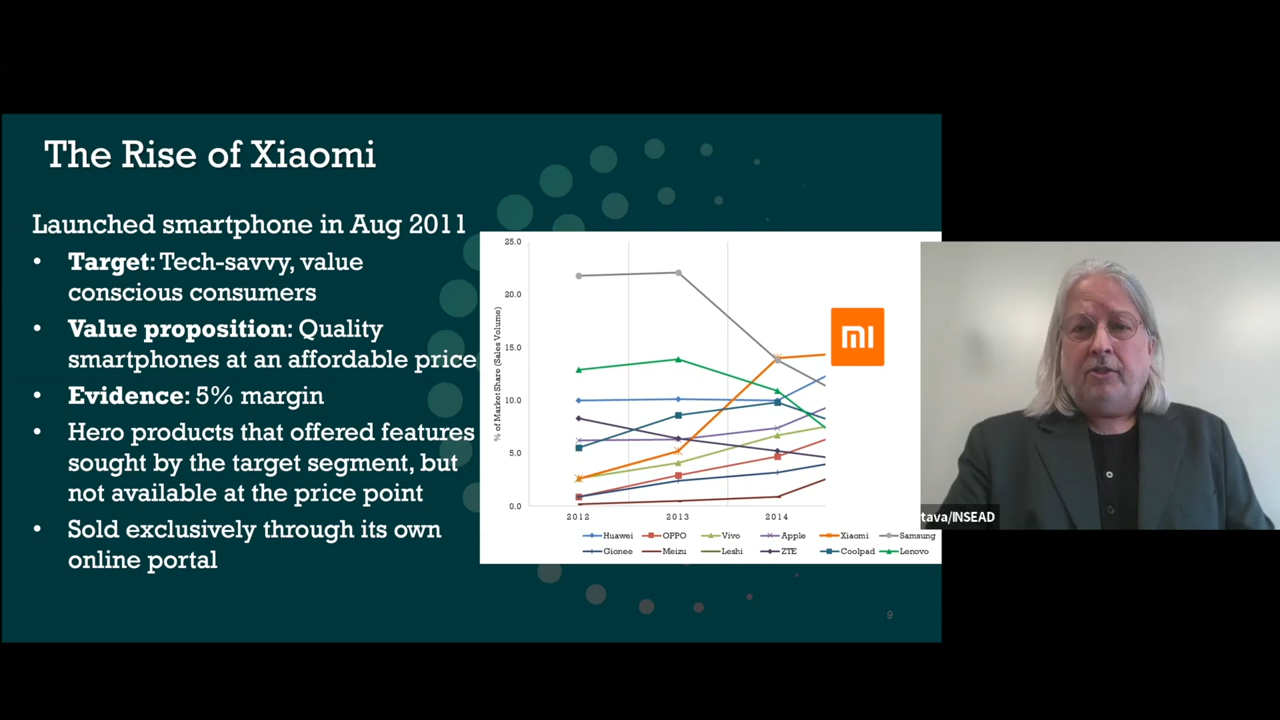 The Rise of Xiaomi
Launched smartphone in Aug 2011
• Target: Tech-savvy, value
conscious consumers
• Value proposition: Quality
smartphones at an affordable price
• Evidence: 5% margin
• Hero products that offered features
sought by the target segment, but
not available at the price point
• Sold exclusively through its own
online portal
% of Market Share (Sales Volume)
25.0
20.0
15.0
10.0
5.0
0.0
2012 2013 2014
Huawei OPPO Vivo Apple Xiaomi Samsung
Gionee Meizu Leshi ZTE Coolpad Lenovo
mi
9
tava/INSEAD